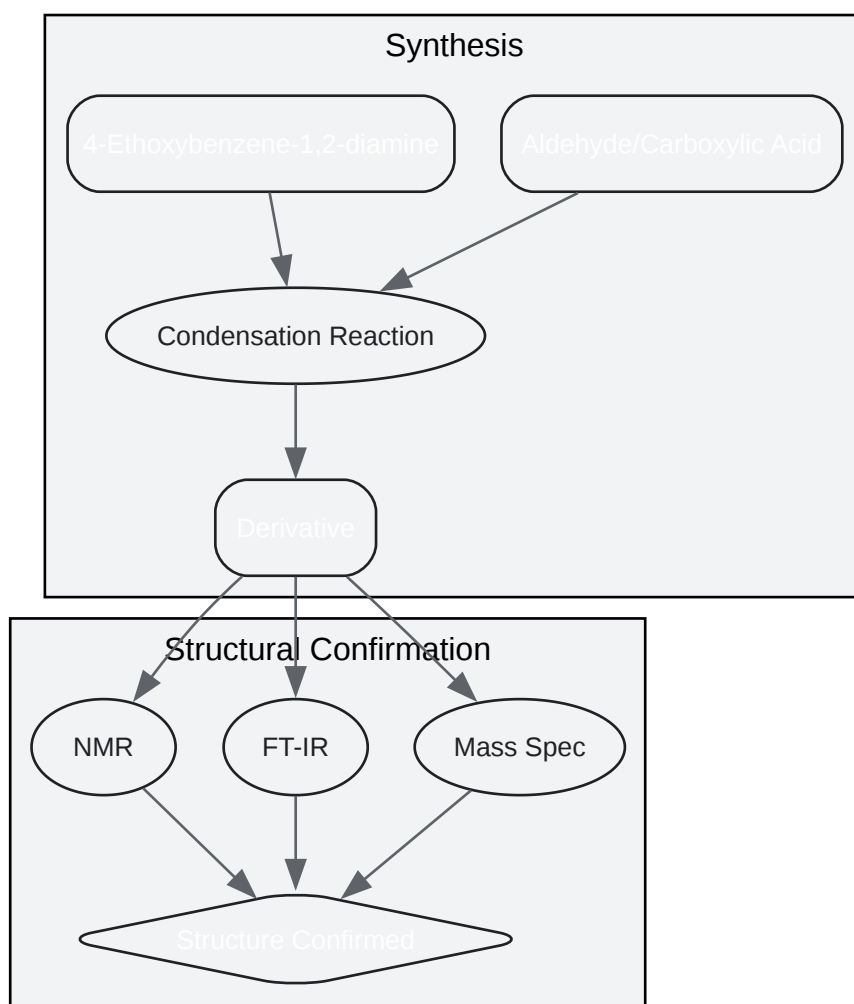 Synthesis
4-Ethoxybenzene-1,2-diamine
Aldehyde/Carboxylic Acid
Condensation Reaction
Derivative
Structural Confirmation
NMR
FT-IR
Mass Spec
Structure Confirmed